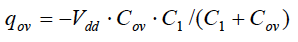 q_ov = −V_dd · C_ov · C_1 /(C_1 + C_ov)